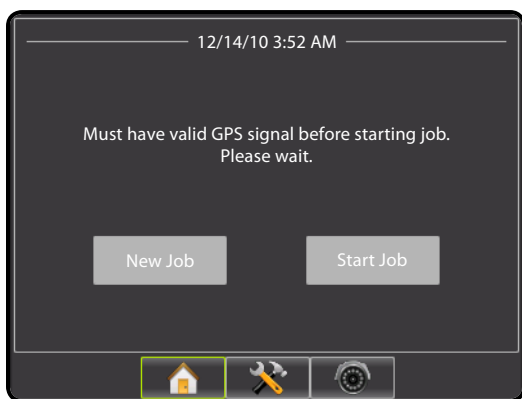 12/14/10 3:52 AM
Must have valid GPS signal before starting job.
Please wait.
New Job
Start Job